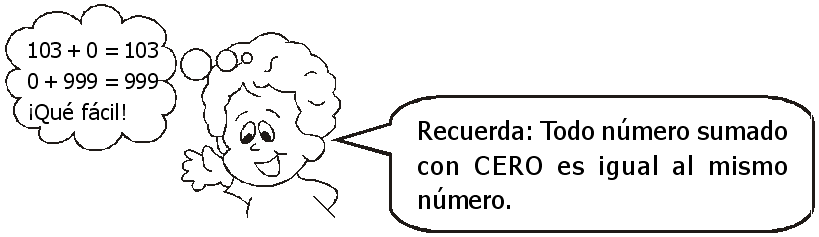 103 + 0 = 103
0 + 999 = 999
¡Qué fácil!
Recuerda: Todo número sumado
con CERO es igual al mismo
número.